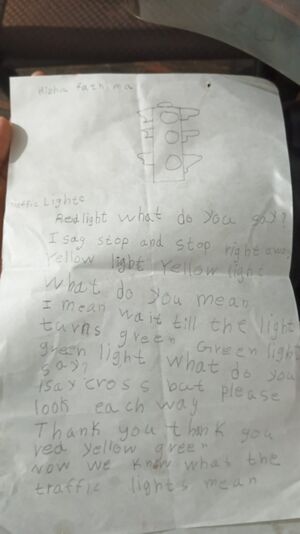 Aizha fathima
Traffic Lights
Red light what do you say?
I say stop and stop right away
Yellow light Yellow light
What do you mean
I mean wait till the light
turns green
Green light
green light what do you
say?
I say cross but please
look each way
Thank you thank you
red yellow green
Now we know what the
traffic lights mean